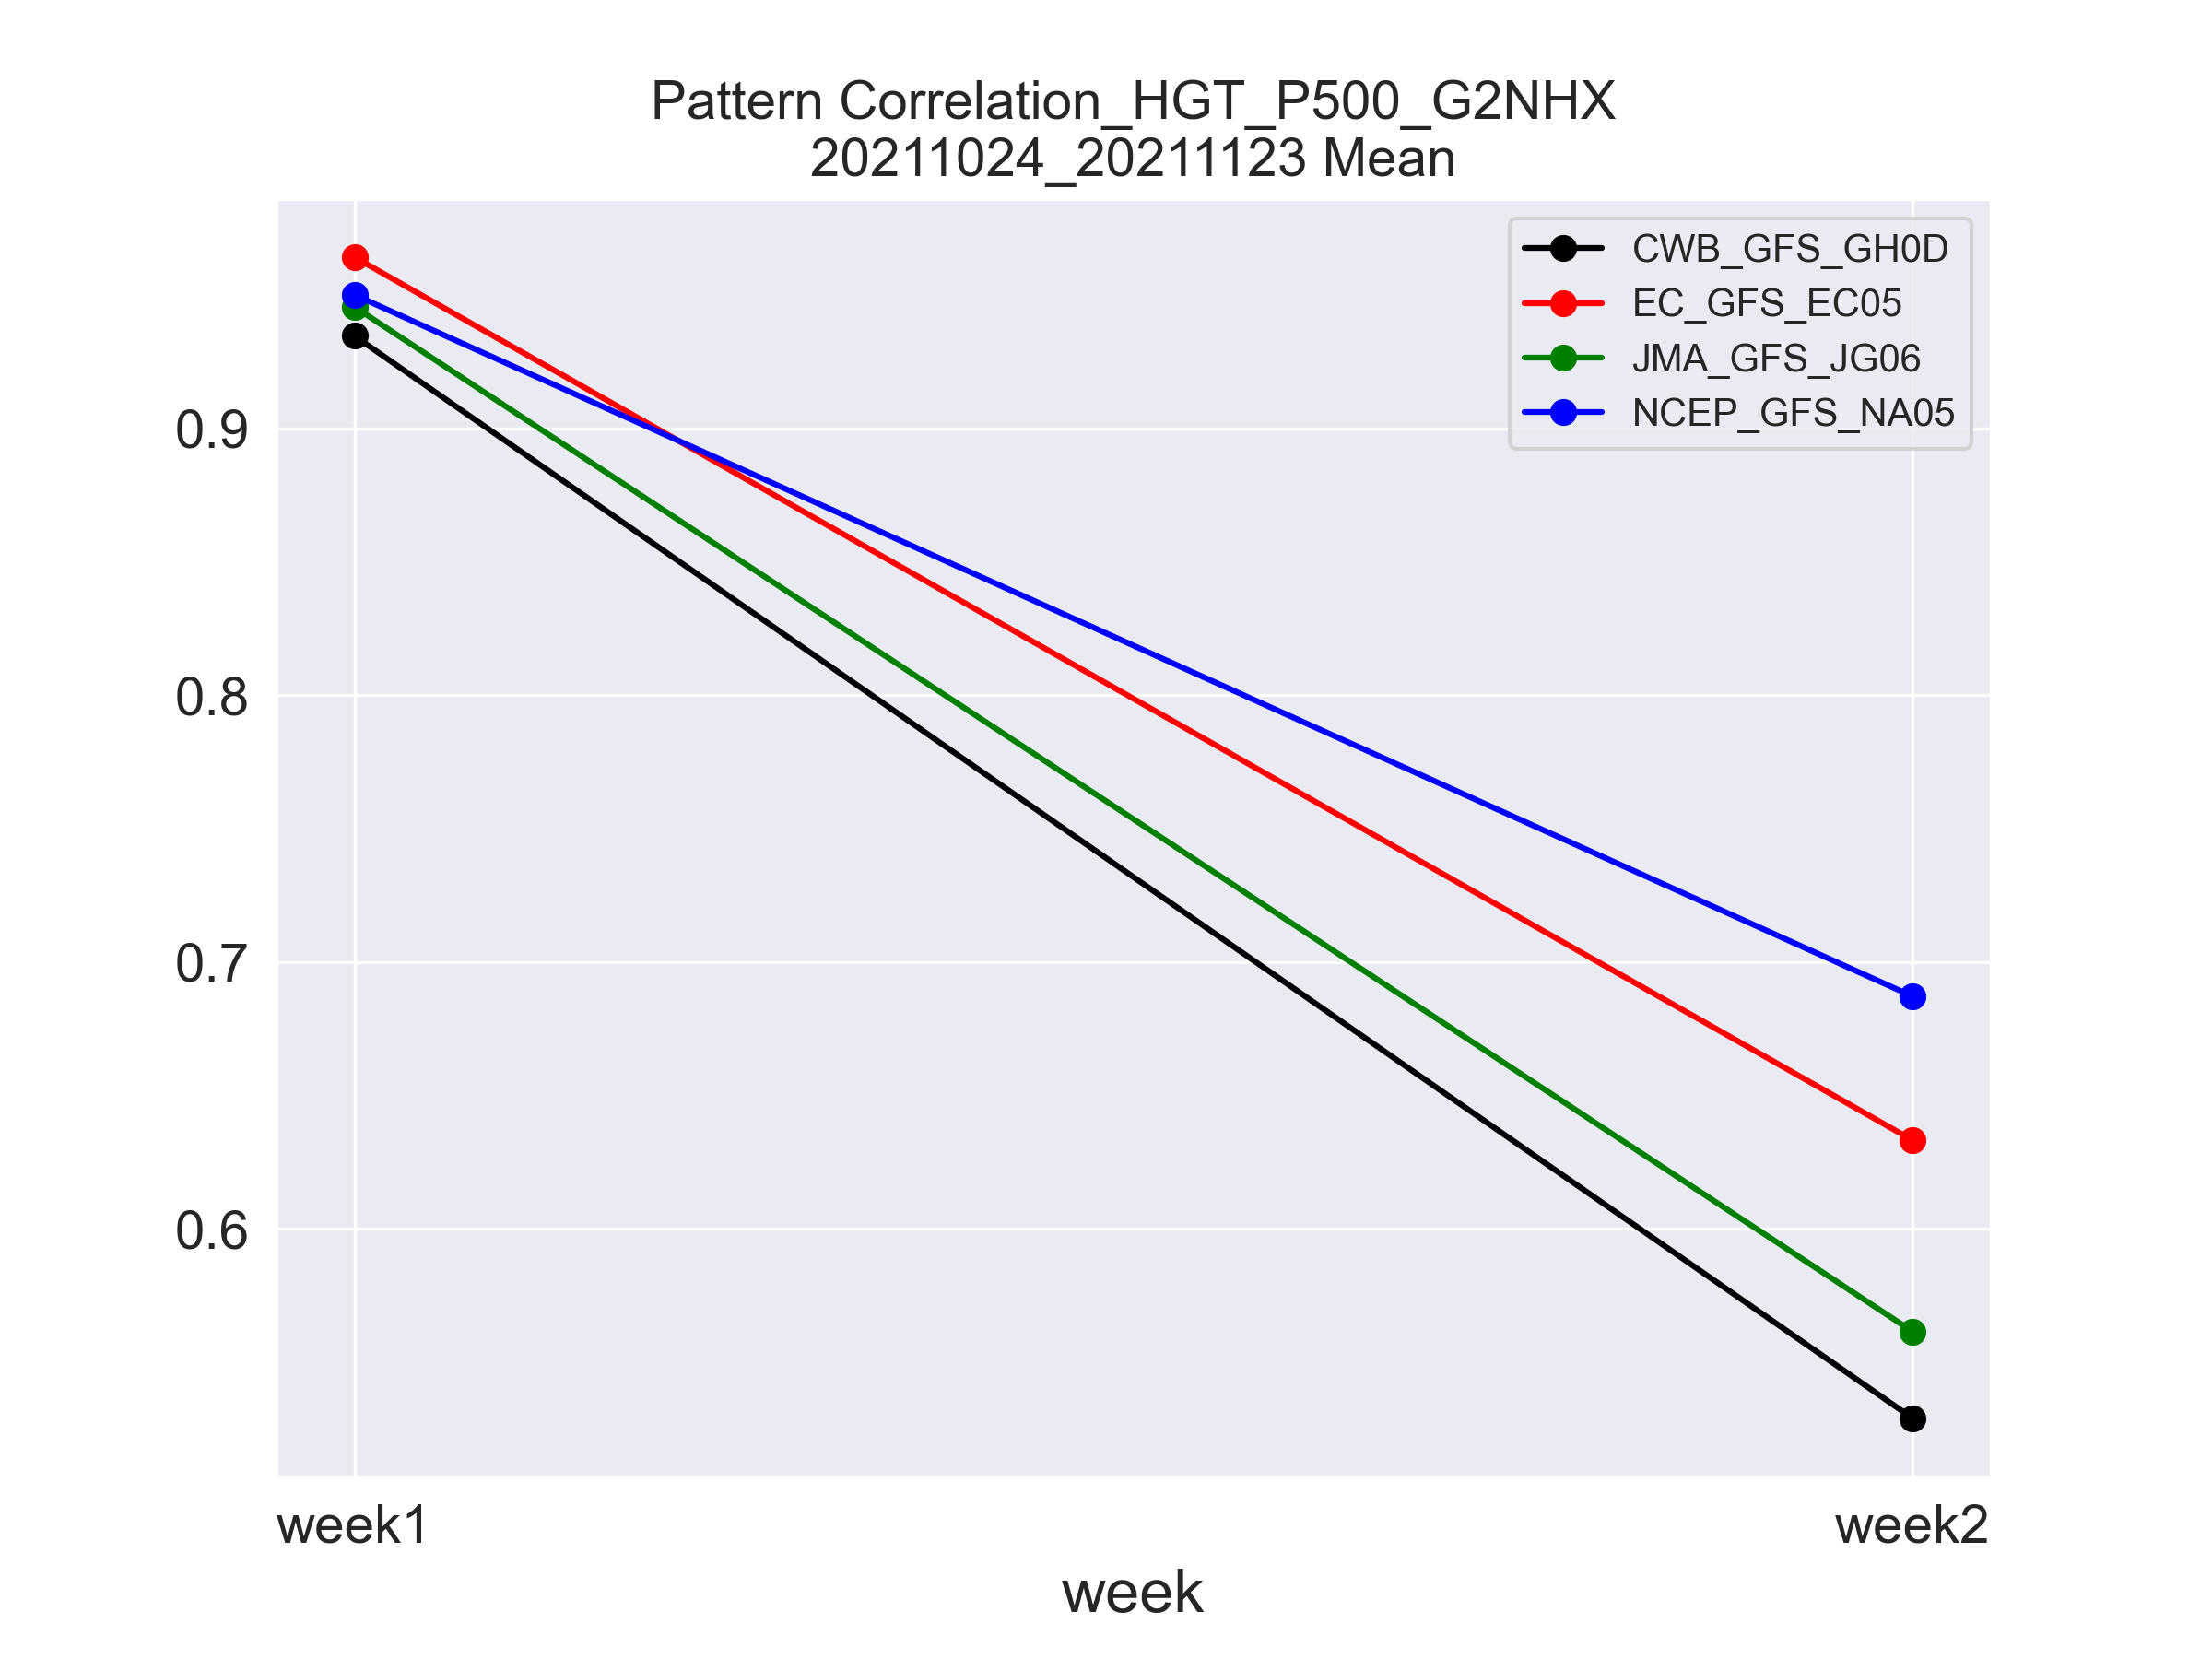 Pattern Correlation_HGT_P500_G2NHX
20211024_20211123 Mean
CWB_GFS_GH0D
EC_GFS_EC05
JMA_GFS_JG06
NCEP_GFS_NA05
0.9
0.8
0.7
0.6
week1
week2
week